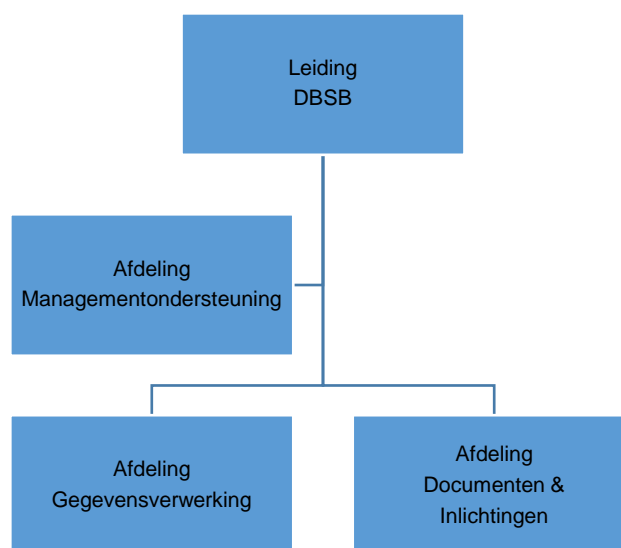 Leiding
DBSB
Afdeling
Managementondersteuning
Afdeling
Gegevensverwerking
Afdeling
Documenten &
Inlichtingen